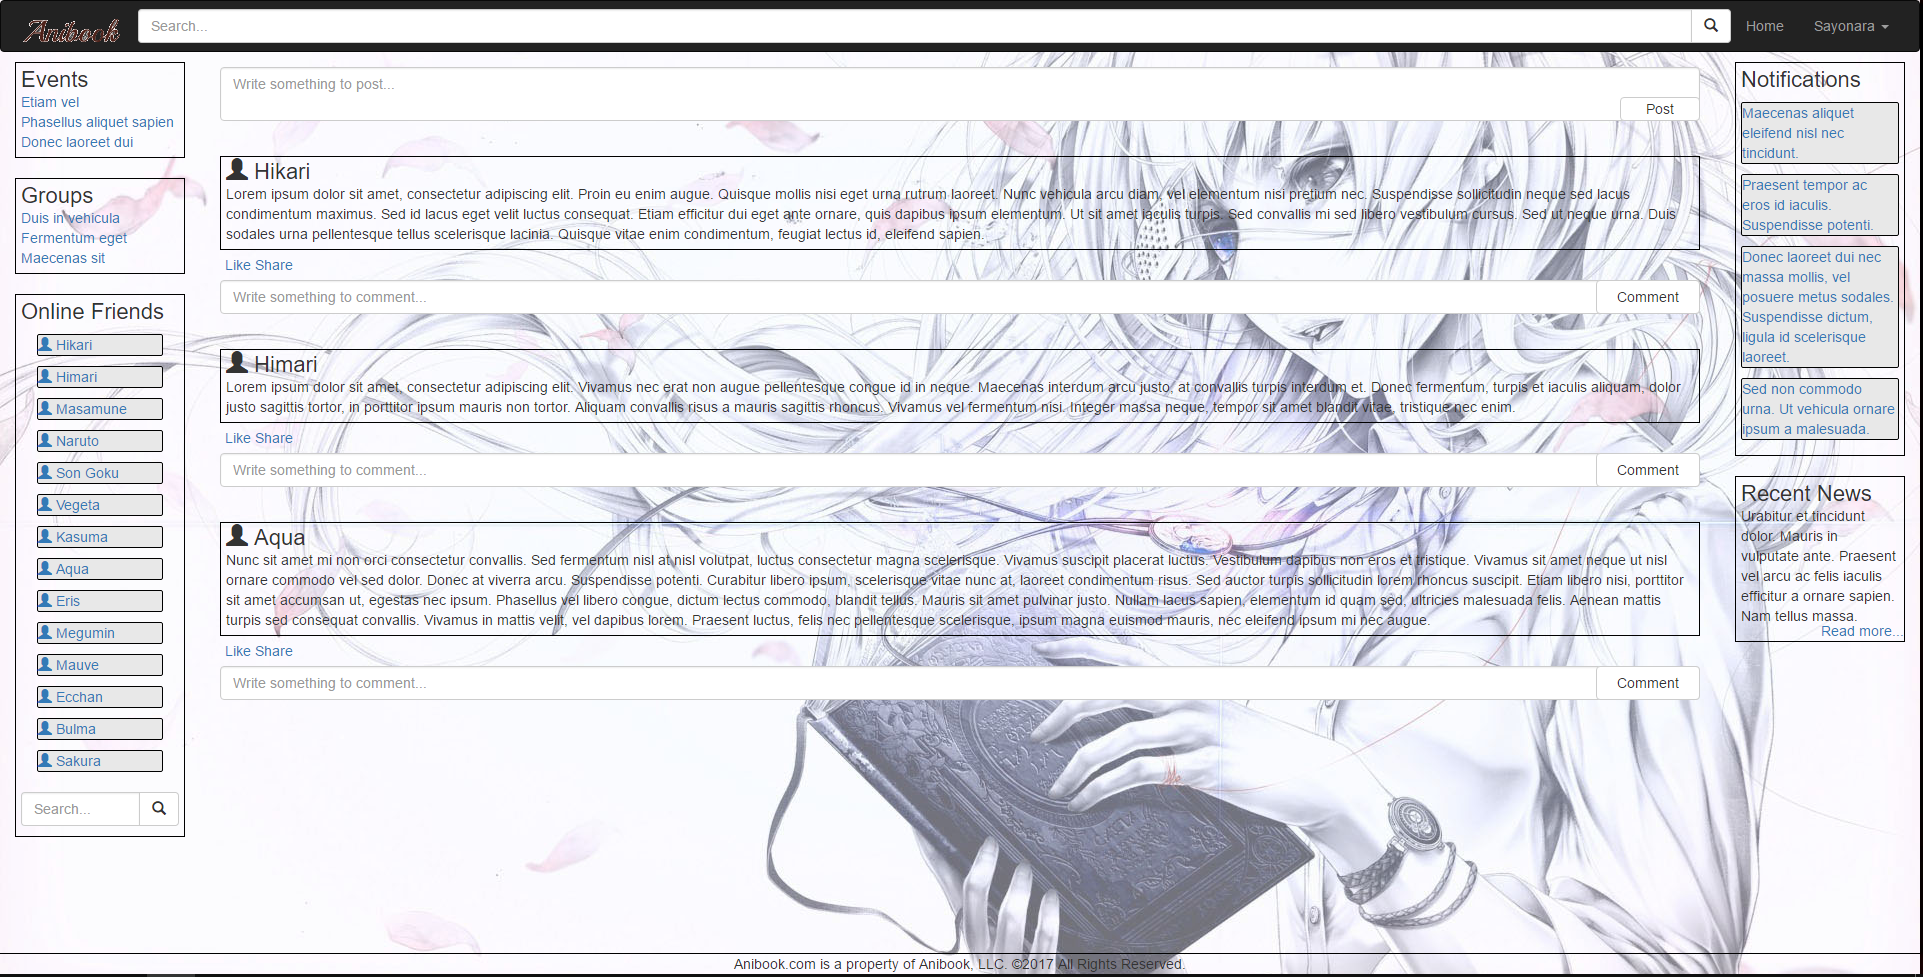 Anibook
Search...
Home
Sayonara
Events
Etiam vel
Phasellus aliquet sapien
Donec laoreet dui
Groups
Duis in vehicula
Fermentum eget
Maecenas sit
Online Friends
Hikari
Himari
Masamune
Naruto
Son Goku
Vegeta
Kasuma
Aqua
Eris
Megumin
Mauve
Ecchan
Bulma
Sakura
Search...
Write something to post...
Post
Hikari
Lorem ipsum dolor sit amet, consectetur adipiscing elit. Proin eu enim augue. Quisque mollis nisi eget urna rutrum laoreet. Nunc vehicula arcu diam, vel elementum nisi pretium nec. Suspendisse sollicitudin neque sed lacus
condimentum maximus. Sed id lacus eget velit luctus consequat. Etiam efficitur dui eget ante ornare, quis dapibus ipsum elementum. Ut sit amet iaculis turpis. Sed convallis mi sed libero vestibulum cursus. Sed ut neque urna. Duis
sodales urna pellentesque tellus scelerisque lacinia. Quisque vitae enim condimentum, feugiat lectus id, eleifend sapien.
Like Share
Write something to comment...
Comment
Himari
Lorem ipsum dolor sit amet, consectetur adipiscing elit. Vivamus nec erat non augue pellentesque congue id in neque. Maecenas interdum arcu justo, at convallis turpis interdum et. Donec fermentum, turpis et iaculis aliquam, dolor
justo sagittis tortor, in porttitor ipsum mauris non tortor. Aliquam convallis risus a mauris sagittis rhoncus. Vivamus vel fermentum nisi. Integer massa neque, tempor sit amet blandit vitae, tristique nec enim.
Like Share
Write something to comment...
Comment
Aqua
Nunc sit amet mi non orci consectetur convallis. Sed fermentum nisl at nisl volutpat, luctus consectetur magna scelerisque. Vivamus suscipit placerat luctus. Vestibulum dapibus non eros et tristique. Vivamus sit amet neque ut nisl
ornare commodo vel sed dolor. Donec at viverra arcu. Suspendisse potenti. Curabitur libero ipsum, scelerisque vitae nunc at, laoreet condimentum risus. Sed auctor turpis sollicitudin lorem rhoncus suscipit. Etiam libero nisi, porttitor
sit amet accumsan ut, egestas nec ipsum. Phasellus vel libero congue, dictum lectus commodo, blandit tellus. Mauris sit amet pulvinar justo. Nullam lacus sapien, elementum id quam sed, ultricies malesuada felis. Aenean mattis
turpis sed consequat convallis. Vivamus in mattis velit, vel dapibus lorem. Praesent luctus, felis nec pellentesque scelerisque, ipsum magna euismod mauris, nec eleifend ipsum mi nec augue.
Like Share
Write something to comment...
Comment
Notifications
Maecenas aliquet
eleifend nisl nec
tincidunt.
Praesent tempor ac
eros id iaculis.
Suspendisse potenti.
Donec laoreet dui nec
massa mollis, vel
posuere metus sodales.
Suspendisse dictum,
ligula id scelerisque
laoreet.
Sed non commodo
urna. Ut vehicula ornare
ipsum a malesuada.
Recent News
Urabitur et tincidunt
dolor. Mauris in
vulputate ante. Praesent
vel arcu ac felis iaculis
efficitur a ornare sapien.
Nam tellus massa.
Read more...
Anibook.com is a property of Anibook, LLC. ©2017 All Rights Reserved.